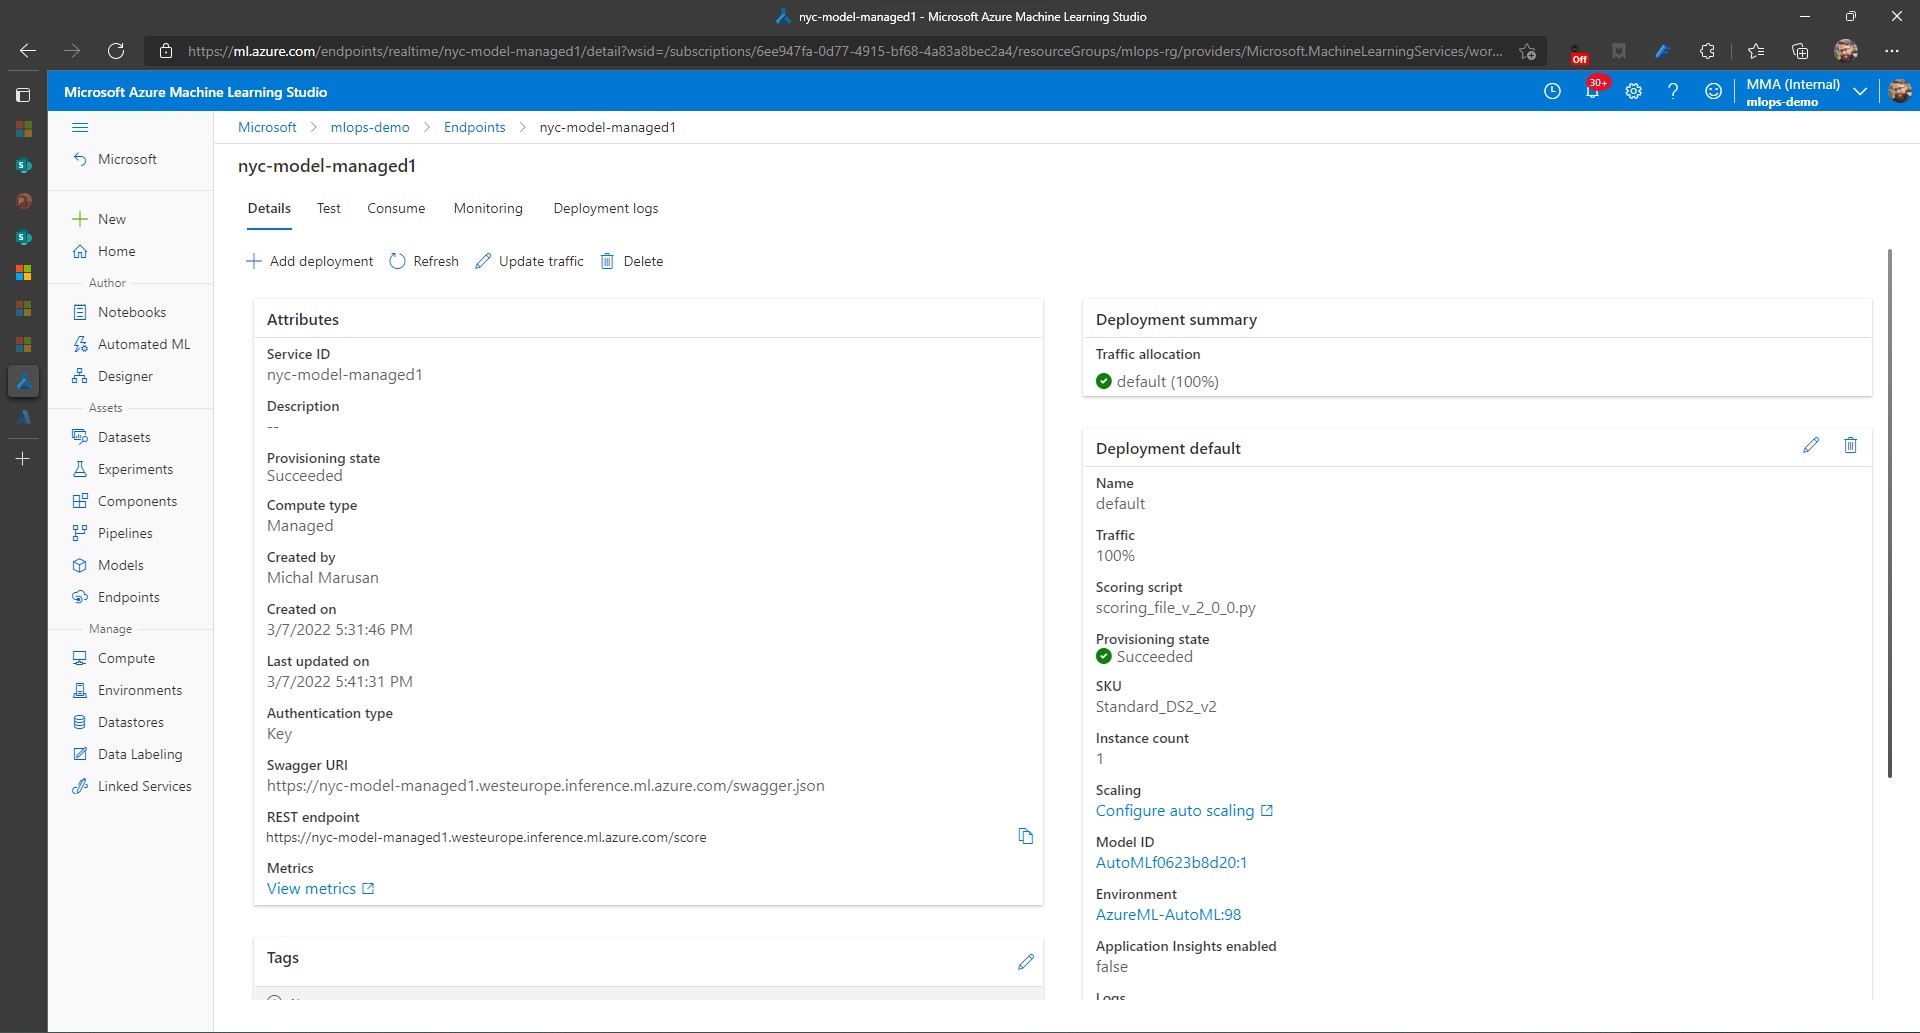 nyc-model-managed1 - Microsoft Azure Machine Learning Studio
https://ml.azure.com/endpoints/realtime/nyc-model-managed1/detail?wsid=/subscriptions/6ee947fa-0d77-4915-bf68-4a83a8bec2a4/resourceGroups/mlops-rg/providers/Microsoft.MachineLearningServices/wor...
Off
Microsoft Azure Machine Learning Studio
30+
MMA (Internal)
mlops-demo
Microsoft
New
Home
Author
Notebooks
Automated ML
Designer
Assets
Datasets
Experiments
Components
Pipelines
Models
Endpoints
Manage
Compute
Environments
Datastores
Data Labeling
Linked Services
Microsoft > mlops-demo > Endpoints > nyc-model-managed1
nyc-model-managed1
Details Test Consume Monitoring Deployment logs
Add deployment Refresh Update traffic Delete
Attributes
Service ID
nyc-model-managed1
Description
--
Provisioning state
Succeeded
Compute type
Managed
Created by
Michal Marusan
Created on
3/7/2022 5:31:46 PM
Last updated on
3/7/2022 5:41:31 PM
Authentication type
Key
Swagger URI
https://nyc-model-managed1.westeurope.inference.ml.azure.com/swagger.json
REST endpoint
https://nyc-model-managed1.westeurope.inference.ml.azure.com/score
Metrics
View metrics
Tags
Deployment summary
Traffic allocation
default (100%)
Deployment default
Name
default
Traffic
100%
Scoring script
scoring_file_v_2_0_0.py
Provisioning state
Succeeded
SKU
Standard_DS2_v2
Instance count
1
Scaling
Configure auto scaling
Model ID
AutoMLf0623b8d20:1
Environment
AzureML-AutoML:98
Application Insights enabled
false
Logs